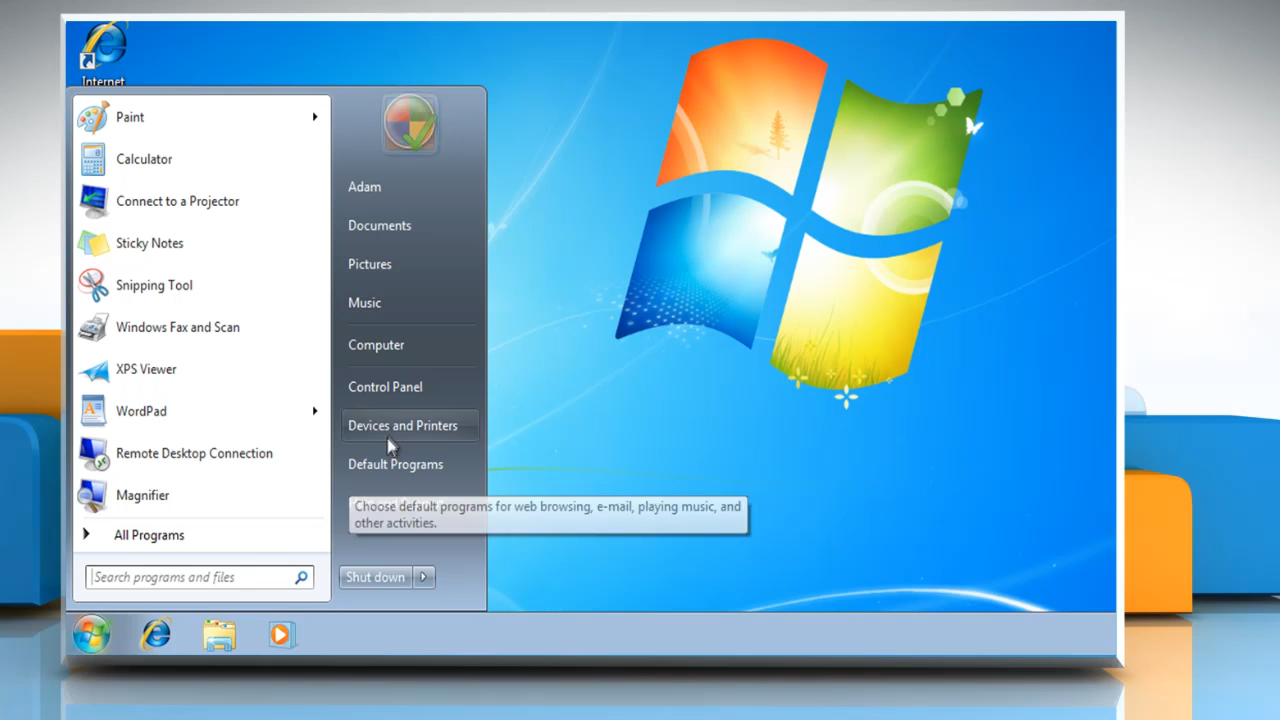 Internet
Paint
Calculator
Connect to a Projector
Sticky Notes
Snipping Tool
Windows Fax and Scan
XPS Viewer
WordPad
Remote Desktop Connection
Magnifier
All Programs
Search programs and files
Adam
Documents
Pictures
Music
Computer
Control Panel
Devices and Printers
Default Programs
Choose default programs for web browsing, e-mail, playing music, and
other activities.
Shut down